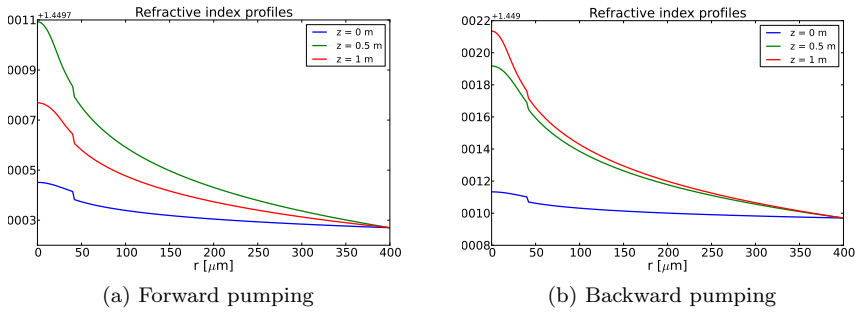 Refractive index profiles
+1.4497
0011
0009
0007
0005
0003
z = 0 m
z = 0.5 m
z = 1 m
0 50 100 150 200 250 300 350 400
r [μm]
(a) Forward pumping
Refractive index profiles
+1.449
0022
0020
0018
0016
0014
0012
0010
0008
z = 0 m
z = 0.5 m
z = 1 m
0 50 100 150 200 250 300 350 400
r [μm]
(b) Backward pumping